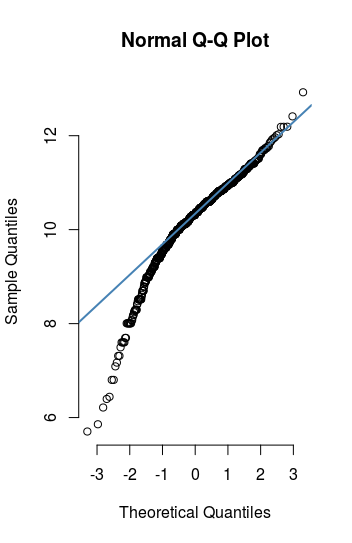 Normal Q-Q Plot
12
10
8
6
Sample Quantiles
-3 -2 -1 0 1 2 3
Theoretical Quantiles